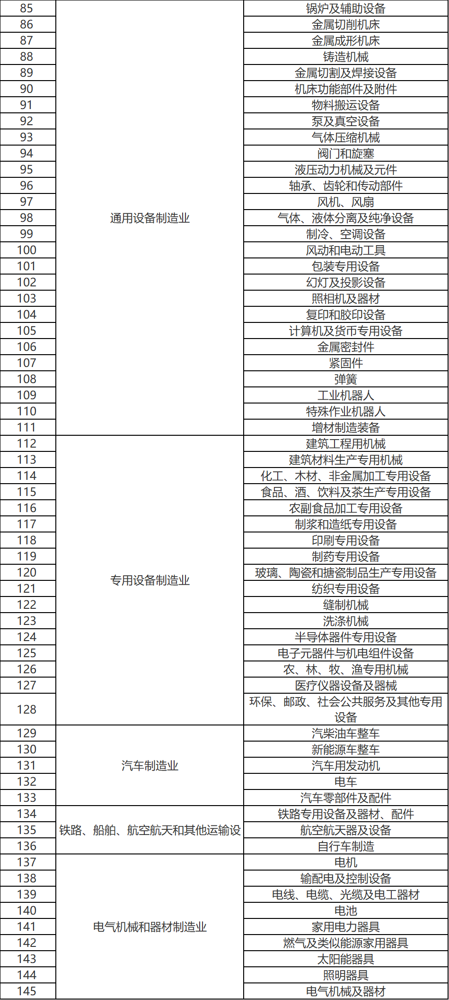 85 锅炉及辅助设备
86 金属切削机床
87 金属成形机床
88 铸造机械
89 金属切割及焊接设备
90 机床功能部件及附件
91 物料搬运设备
92 泵及真空设备
93 气体压缩机械
94 阀门和旋塞
95 液压动力机械及元件
96 轴承、齿轮和传动部件
97 风机、风扇
98 通用设备制造业 气体、液体分离及纯净设备
99 制冷、空调设备
100 风动和电动工具
101 包装专用设备
102 幻灯及投影设备
103 照相机及器材
104 复印和胶印设备
105 计算机及货币专用设备
106 金属密封件
107 紧固件
108 弹簧
109 工业机器人
110 特殊作业机器人
111 增材制造装备
112 建筑工程用机械
113 建筑材料生产专用机械
114 化工、木材、非金属加工专用设备
115 食品、酒、饮料及茶生产专用设备
116 农副食品加工专用设备
117 制浆和造纸专用设备
118 印刷专用设备
119 制药专用设备
120 专用设备制造业 玻璃、陶瓷和搪瓷制品生产专用设备
121 纺织专用设备
122 缝制机械
123 洗涤机械
124 半导体器件专用设备
125 电子元器件与机电组件设备
126 农、林、牧、渔专用机械
127 医疗仪器设备及器械
128 环保、邮政、社会公共服务及其他专用
设备
129 汽柴油车整车
130 新能源车整车
131 汽车制造业 汽车用发动机
132 电车
133 汽车零部件及配件
134 铁路专用设备及器材、配件
135 铁路、船舶、航空航天和其他运输设 航空航天器及设备
136 自行车制造
137 电机
138 输配电及控制设备
139 电线、电缆、光缆及电工器材
140 电池
141 电气机械和器材制造业 家用电力器具
142 燃气及类似能源家用器具
143 太阳能器具
144 照明器具
145 电气机械及器材